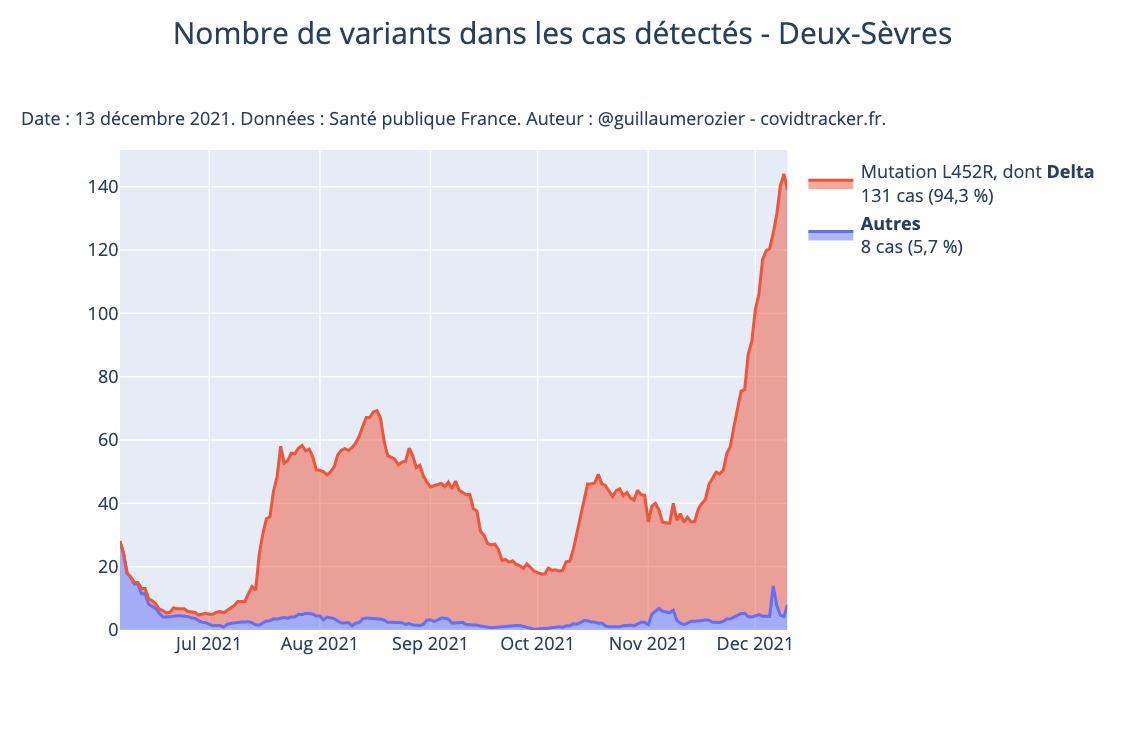 Nombre de variants dans les cas détectés - Deux-Sèvres
Date : 13 décembre 2021. Données : Santé publique France. Auteur : @guillaumerozier - covidtracker.fr.
Mutation L452R, dont Delta
131 cas (94,3 %)
Autres
8 cas (5,7 %)
140
120
100
80
60
40
20
0
Jul 2021
Aug 2021
Sep 2021
Oct 2021
Nov 2021
Dec 2021